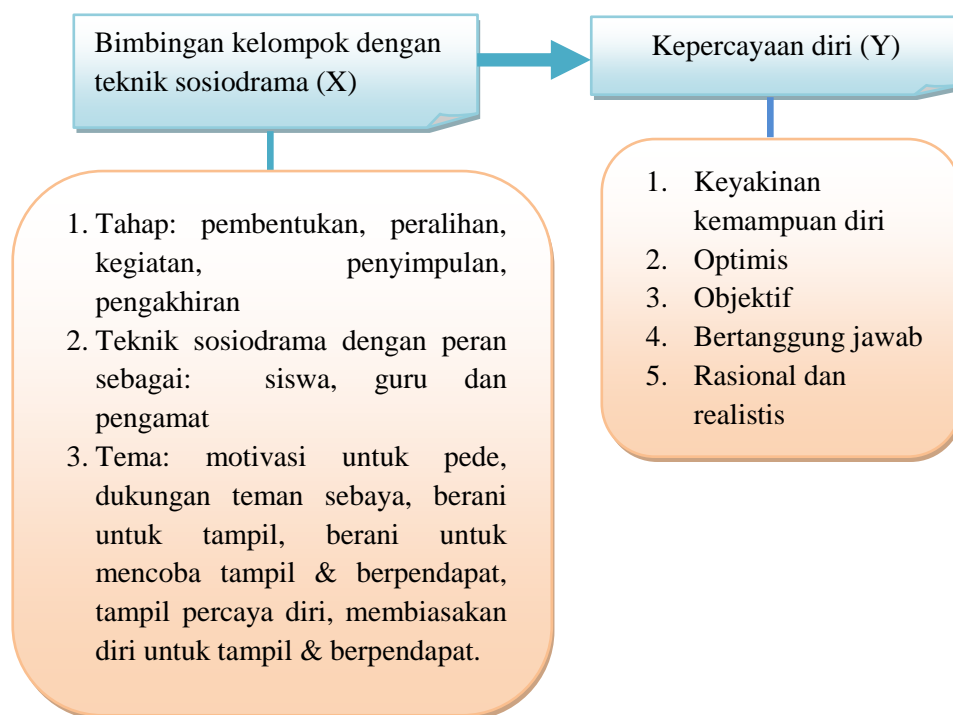 Bimbingan kelompok dengan
teknik sosiodrama (X)
Kepercayaan diri (Y)
1. Tahap: pembentukan, peralihan,
kegiatan, penyimpulan,
pengakhiran
2. Teknik sosiodrama dengan peran
sebagai: siswa, guru dan
pengamat
3. Tema: motivasi untuk pede,
dukungan teman sebaya, berani
untuk tampil, berani untuk
mencoba tampil & berpendapat,
tampil percaya diri, membiasakan
diri untuk tampil & berpendapat.
1. Keyakinan
kemampuan diri
2. Optimis
3. Objektif
4. Bertanggung jawab
5. Rasional dan
realistis